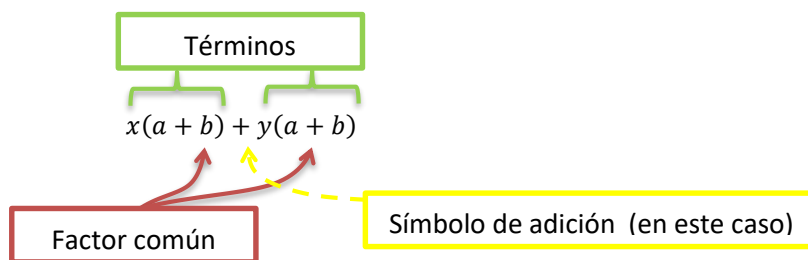 Términos
x(a + b) + y(a + b)
Símbolo de adición (en este caso)
Factor común